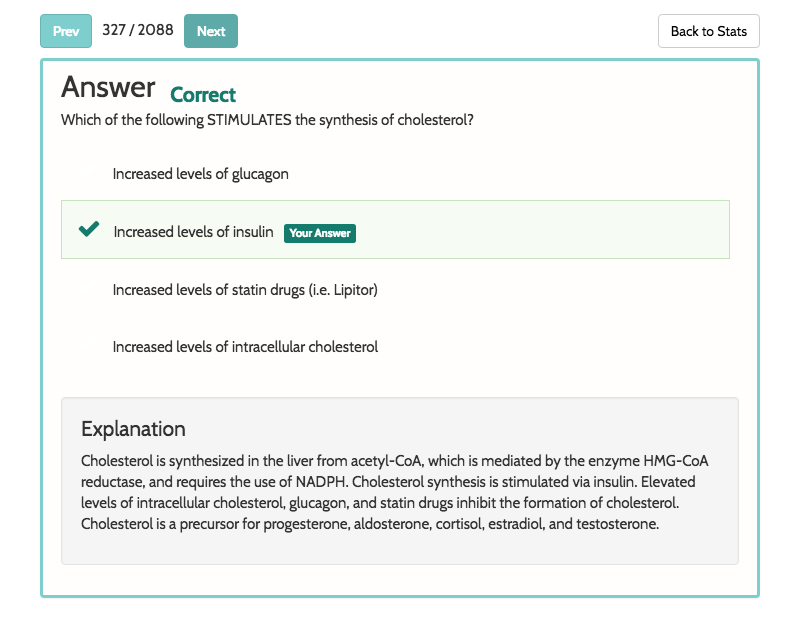 Prev 327 / 2088 Next Back to Stats
Answer Correct
Which of the following STIMULATES the synthesis of cholesterol?
Increased levels of glucagon
Increased levels of insulin Your Answer
Increased levels of statin drugs (i.e. Lipitor)
Increased levels of intracellular cholesterol
Explanation
Cholesterol is synthesized in the liver from acetyl-CoA, which is mediated by the enzyme HMG-CoA
reductase, and requires the use of NADPH. Cholesterol synthesis is stimulated via insulin. Elevated
levels of intracellular cholesterol, glucagon, and statin drugs inhibit the formation of cholesterol.
Cholesterol is a precursor for progesterone, aldosterone, cortisol, estradiol, and testosterone.